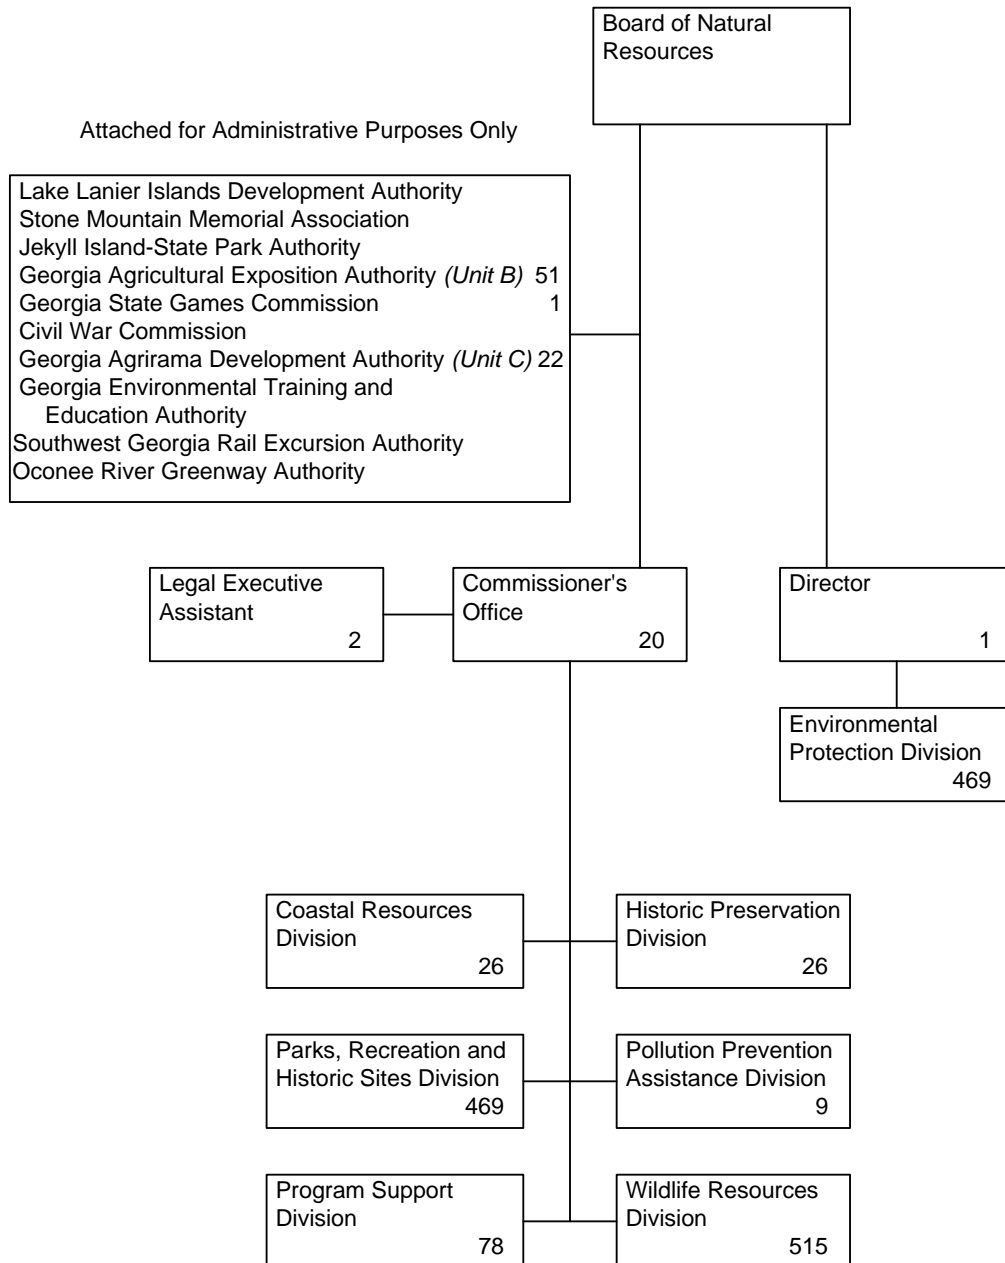 Board of Natural
Resources
Attached for Administrative Purposes Only
Lake Lanier Islands Development Authority
Stone Mountain Memorial Association
Jekyll Island-State Park Authority
Georgia Agricultural Exposition Authority (Unit B) 51
Georgia State Games Commission 1
Civil War Commission
Georgia Agrirama Development Authority (Unit C) 22
Georgia Environmental Training and
Education Authority
Southwest Georgia Rail Excursion Authority
Oconee River Greenway Authority
Legal Executive
Assistant
2
Commissioner's
Office
20
Director
1
Environmental
Protection Division
469
Coastal Resources
Division
26
Historic Preservation
Division
26
Parks, Recreation and
Historic Sites Division
469
Pollution Prevention
Assistance Division
9
Program Support
Division
78
Wildlife Resources
Division
515